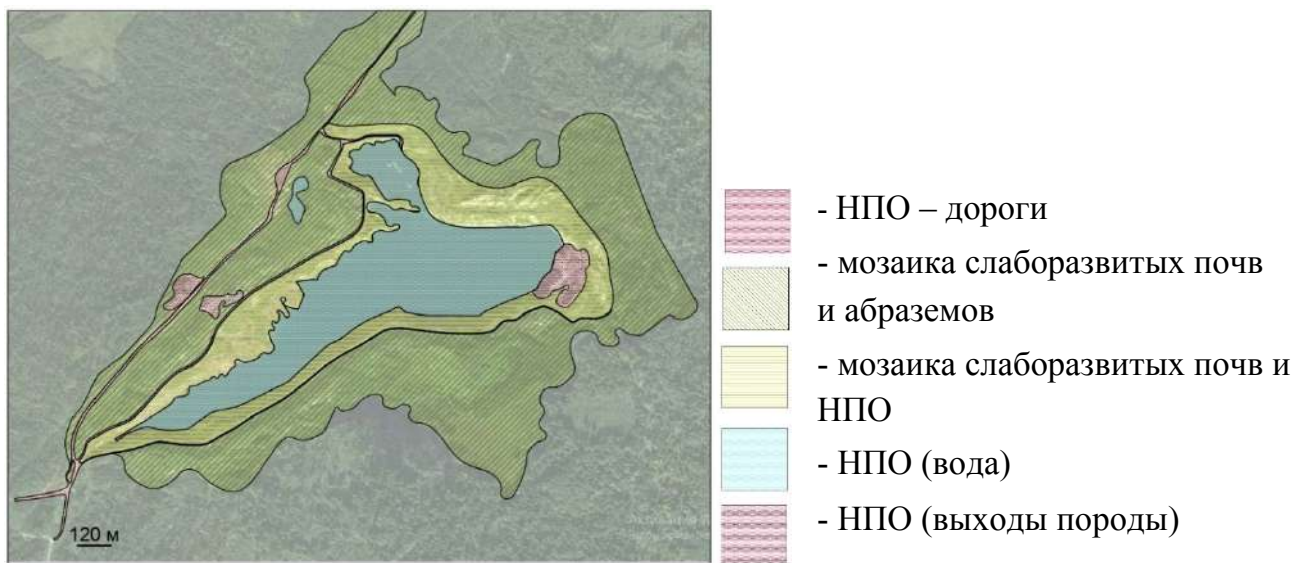 - НПО – дороги
- мозаика слаборазвитых почв
и абраземов
- мозаика слаборазвитых почв и
НПО
- НПО (вода)
- НПО (выходы породы)
120 м